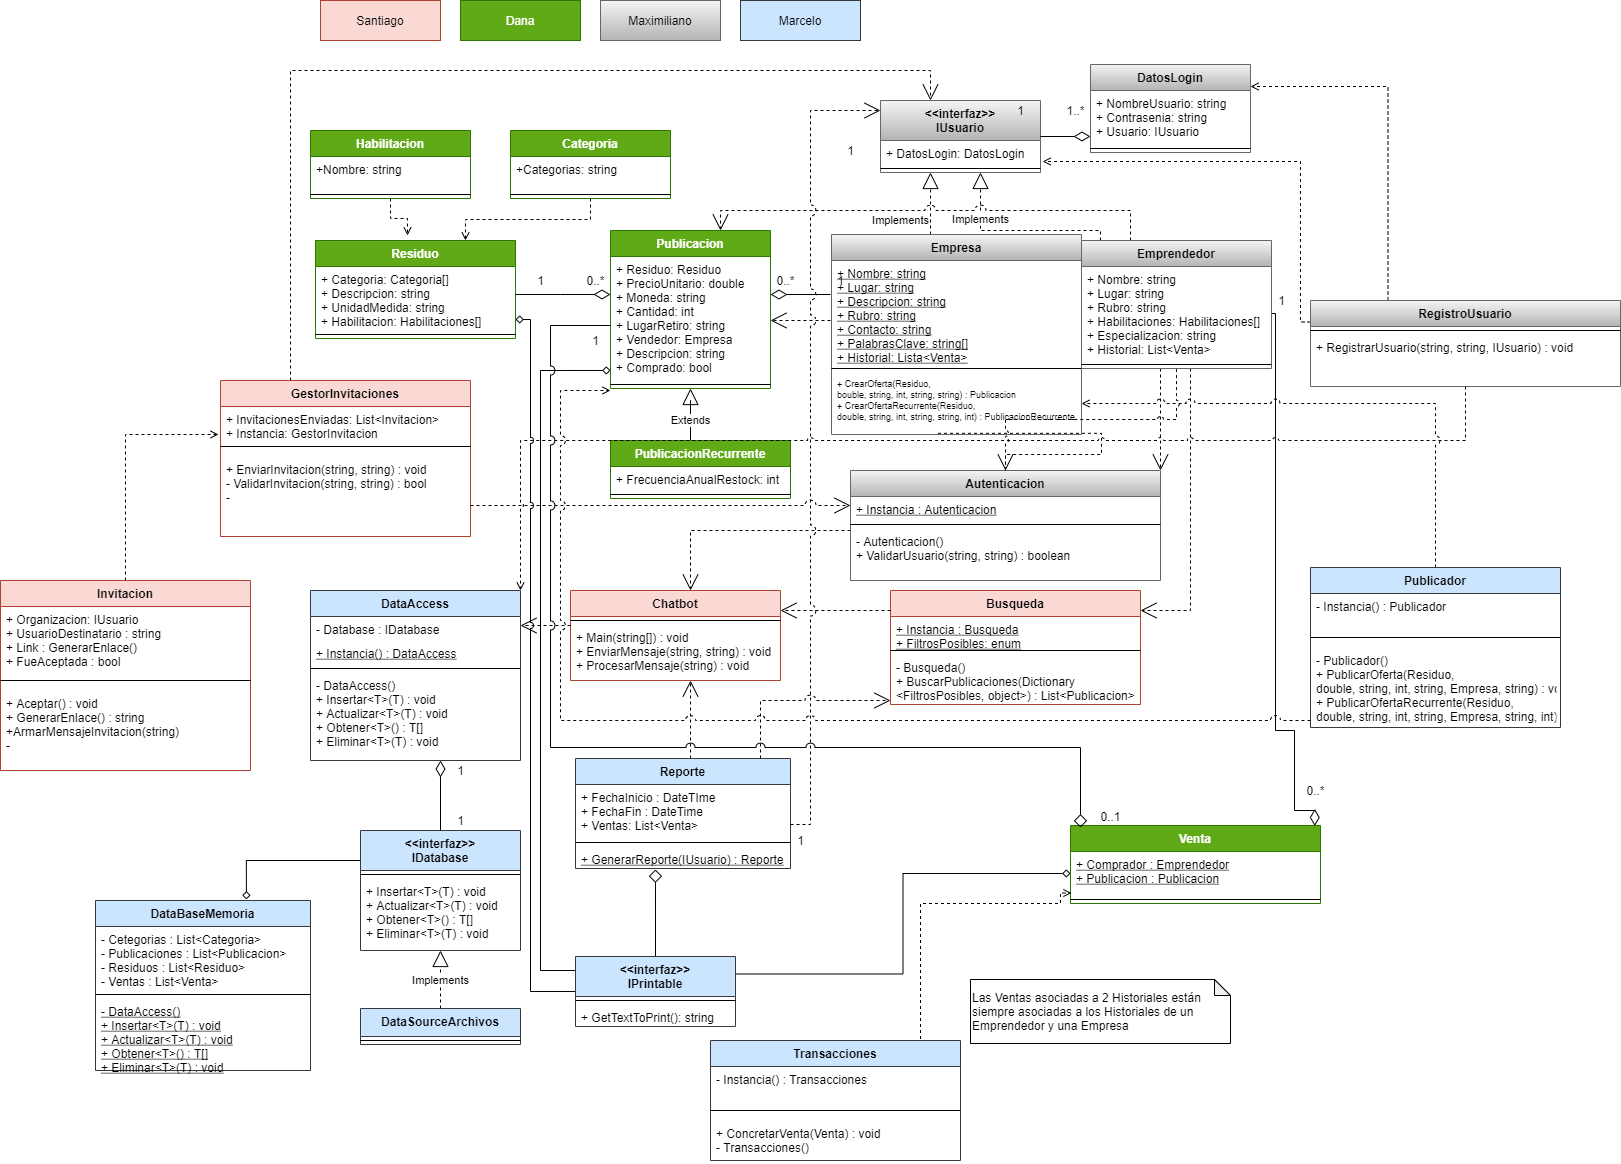 Santiago
Dana
Maximiliano
Marcelo
DatosLogin
+ NombreUsuario: string
+ Contrasenia: string
+ Usuario: IUsuario
<<interfaz>>
IUsuario
+ DatosLogin: DatosLogin
1
1..*
1
Habilitacion
+Nombre: string
Categoria
+Categorias: string
Implements
Implements
Residuo
+ Categoria: Categoria[]
+ Descripcion: string
+ UnidadMedida: string
+ Habilitacion: Habilitaciones[]
1
0..*
Publicacion
+ Residuo: Residuo
+ PrecioUnitario: double
+ Moneda: string
+ Cantidad: int
+ LugarRetiro: string
+ Vendedor: Empresa
+ Descripcion: string
+ Comprado: bool
0..*
1
1
Empresa
+ Nombre: string
+ Lugar: string
+ Descripcion: string
+ Rubro: string
+ Contacto: string
+ PalabrasClave: string[]
+ Historial: Lista<Venta>
+ CrearOferta(Residuo,
bouble, string, int, string, string) : Publicacion
+ CrearOfertaRecurrente(Residuo,
double, string, int, string, string, int) : PublicacionRecurrente
Emprendedor
+ Nombre: string
+ Lugar: string
+ Rubro: string
+ Habilitaciones: Habilitaciones[]
+ Especializacion: string
+ Historial: List<Venta>
1
RegistroUsuario
+ RegistrarUsuario(string, string, IUsuario) : void
GestorInvitaciones
+ InvitacionesEnviadas: List<Invitacion>
+ Instancia: GestorInvitacion
+ EnviarInvitacion(string, string) : void
- ValidarInvitacion(string, string) : bool
-
Extends
PublicacionRecurrente
+ FrecuenciaAnualRestock: int
Autenticacion
+ Instancia : Autenticacion
- Autenticacion()
+ ValidarUsuario(string, string) : boolean
Invitacion
+ Organizacion: IUsuario
+ UsuarioDestinatario : string
+ Link : GenerarEnlace()
+ FueAceptada : bool
+ Aceptar() : void
+ GenerarEnlace() : string
+ArmarMensajeInvitacion(string)
-
DataAccess
- Database : IDatabase
+ Instancia() : DataAccess
- DataAccess()
+ Insertar<T>(T) : void
+ Actualizar<T>(T) : void
+ Obtener<T>() : T[]
+ Eliminar<T>(T) : void
Chatbot
+ Main(string[]) : void
+ EnviarMensaje(string, string) : void
+ ProcesarMensaje(string) : void
Busqueda
+ Instancia : Busqueda
+ FiltrosPosibles: enum
- Busqueda()
+ BuscarPublicaciones(Dictionary
<FiltrosPosibles, object>) : List<Publicacion>
Publicador
- Instancia() : Publicador
- Publicador()
+ PublicarOferta(Residuo,
double, string, int, string, Empresa, string) : vo
+ PublicarOfertaRecurrente(Residuo,
double, string, int, string, Empresa, string, int)
1
1
Reporte
+ FechaInicio : DateTIme
+ FechaFin : DateTime
+ Ventas: List<Venta>
+ GenerarReporte(IUsuario) : Reporte
1
0..1
0..*
Venta
+ Comprador : Emprendedor
+ Publicacion : Publicacion
<<interfaz>>
IDatabase
+ Insertar<T>(T) : void
+ Actualizar<T>(T) : void
+ Obtener<T>() : T[]
+ Eliminar<T>(T) : void
DataBaseMemoria
- Cetegorias : List<Categoria>
- Publicaciones : List<Publicacion>
- Residuos : List<Residuo>
- Ventas : List<Venta>
- DataAccess()
+ Insertar<T>(T) : void
+ Actualizar<T>(T) : void
+ Obtener<T>() : T[]
+ Eliminar<T>(T) : void
Implements
DataSourceArchivos
<<interfaz>>
IPrintable
+ GetTextToPrint(): string
Las Ventas asociadas a 2 Historiales están
siempre asociadas a los Historiales de un
Emprendedor y una Empresa
Transacciones
- Instancia() : Transacciones
+ ConcretarVenta(Venta) : void
- Transacciones()